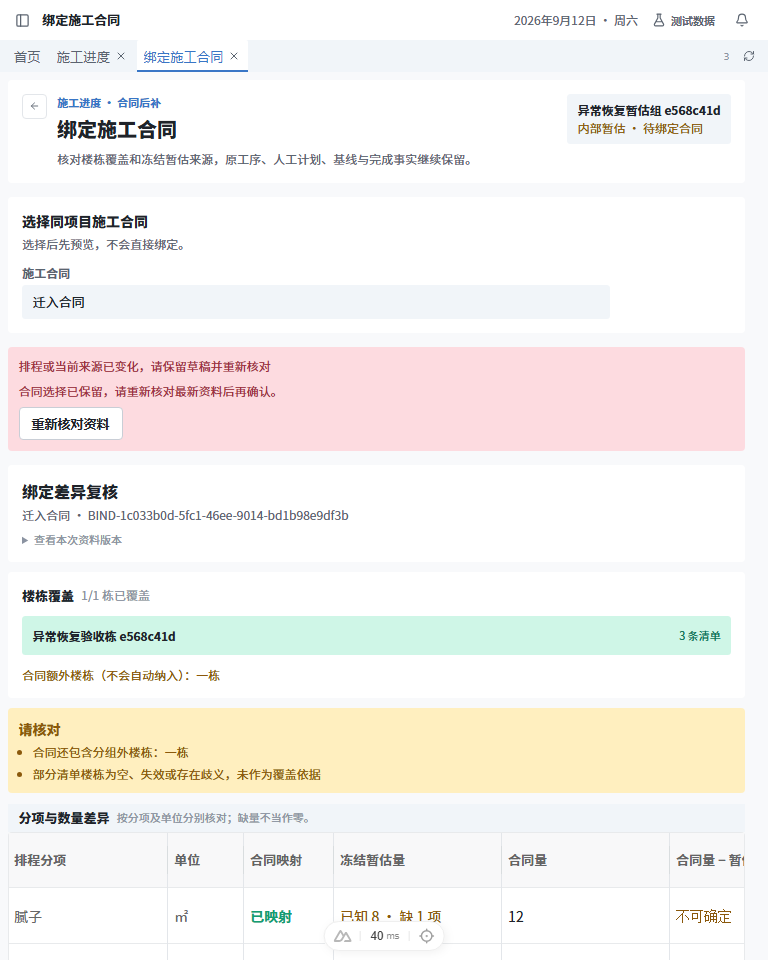 绑定施工合同
2026年9月12日 · 周六
测试数据
首页
施工进度
绑定施工合同
3
施工进度 · 合同后补
绑定施工合同
核对楼栋覆盖和冻结暂估来源，原工序、人工计划、基线与完成事实继续保留。
异常恢复暂估组 e568c41d
内部暂估 · 待绑定合同
选择同项目施工合同
选择后先预览，不会直接绑定。
施工合同
迁入合同
排程或当前来源已变化，请保留草稿并重新核对
合同选择已保留，请重新核对最新资料后再确认。
重新核对资料
绑定差异复核
迁入合同 · BIND-1c033b0d-5fc1-46ee-9014-bd1b98e9df3b
查看本次资料版本
楼栋覆盖 1/1 栋已覆盖
异常恢复验收栋 e568c41d
3 条清单
合同额外楼栋（不会自动纳入）：一栋
请核对
合同还包含分组外楼栋：一栋
部分清单楼栋为空、失效或存在歧义，未作为覆盖依据
分项与数量差异 按分项及单位分别核对；缺量不当作零。
排程分项 单位 合同映射 冻结暂估量 合同量 合同量 − 暂
腻子 ㎡ 已映射 已知 8 · 缺 1 项 12 不可确定
40 ms